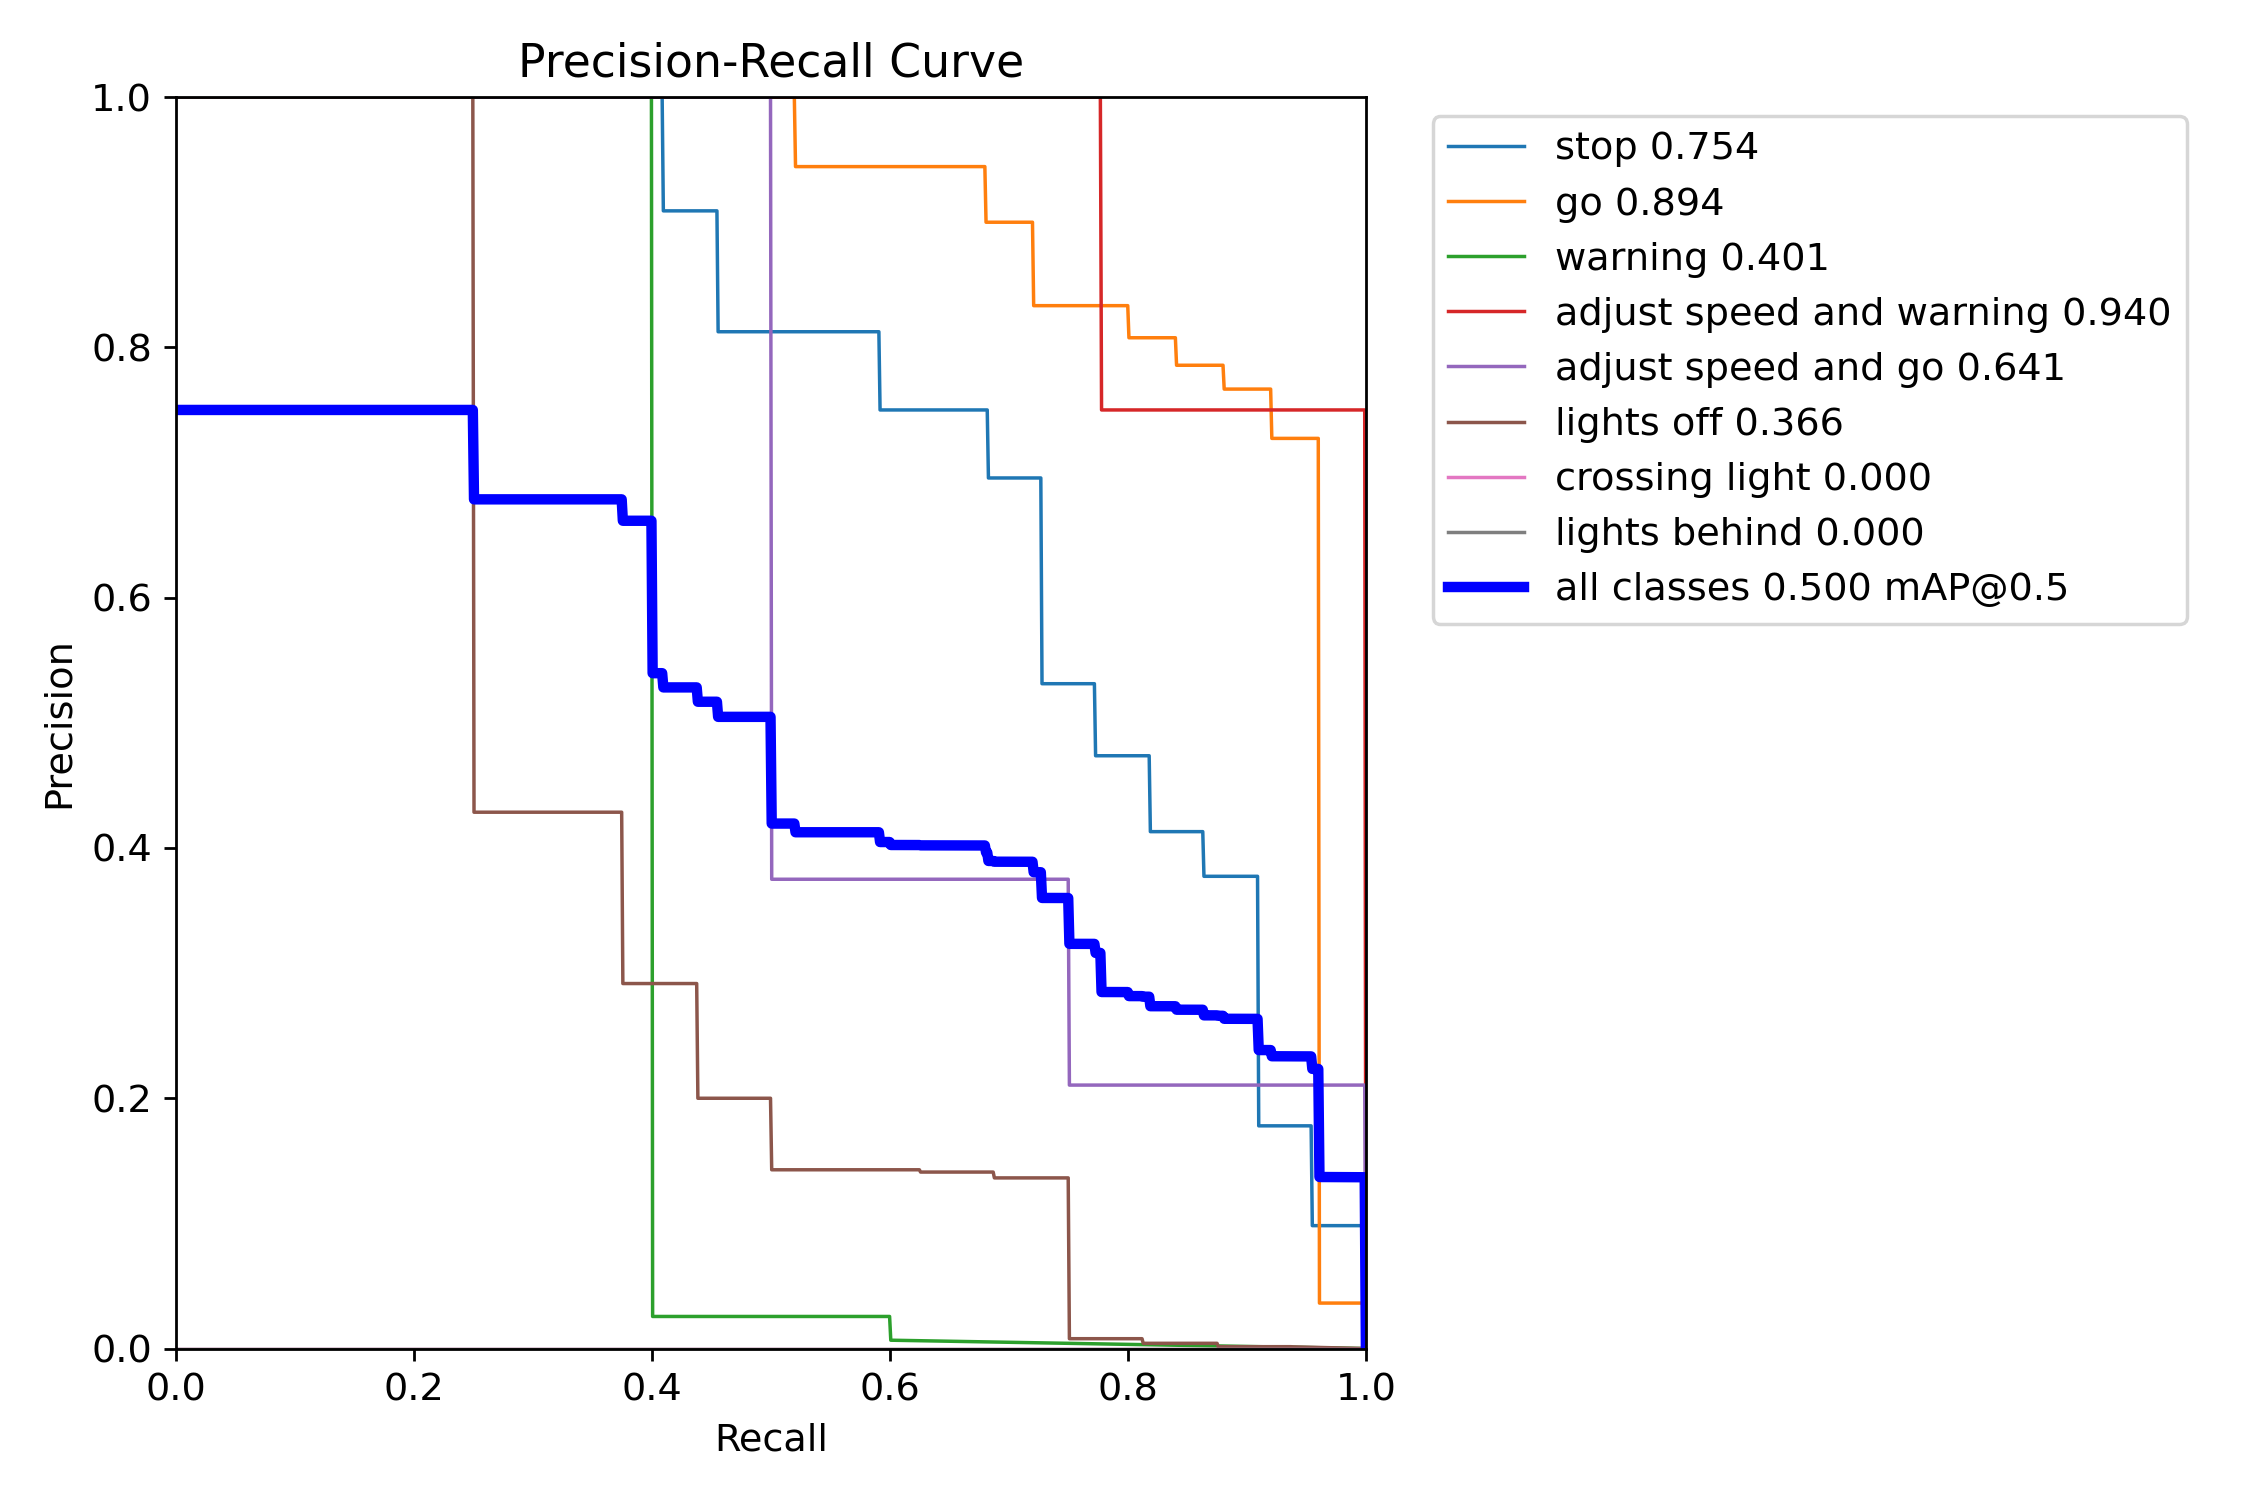 Precision-Recall Curve
1.0
0.8
0.6
0.4
0.2
0.0
Precision
0.0 0.2 0.4 0.6 0.8 1.0
Recall
stop 0.754
go 0.894
warning 0.401
adjust speed and warning 0.940
adjust speed and go 0.641
lights off 0.366
crossing light 0.000
lights behind 0.000
all classes 0.500 mAP@0.5